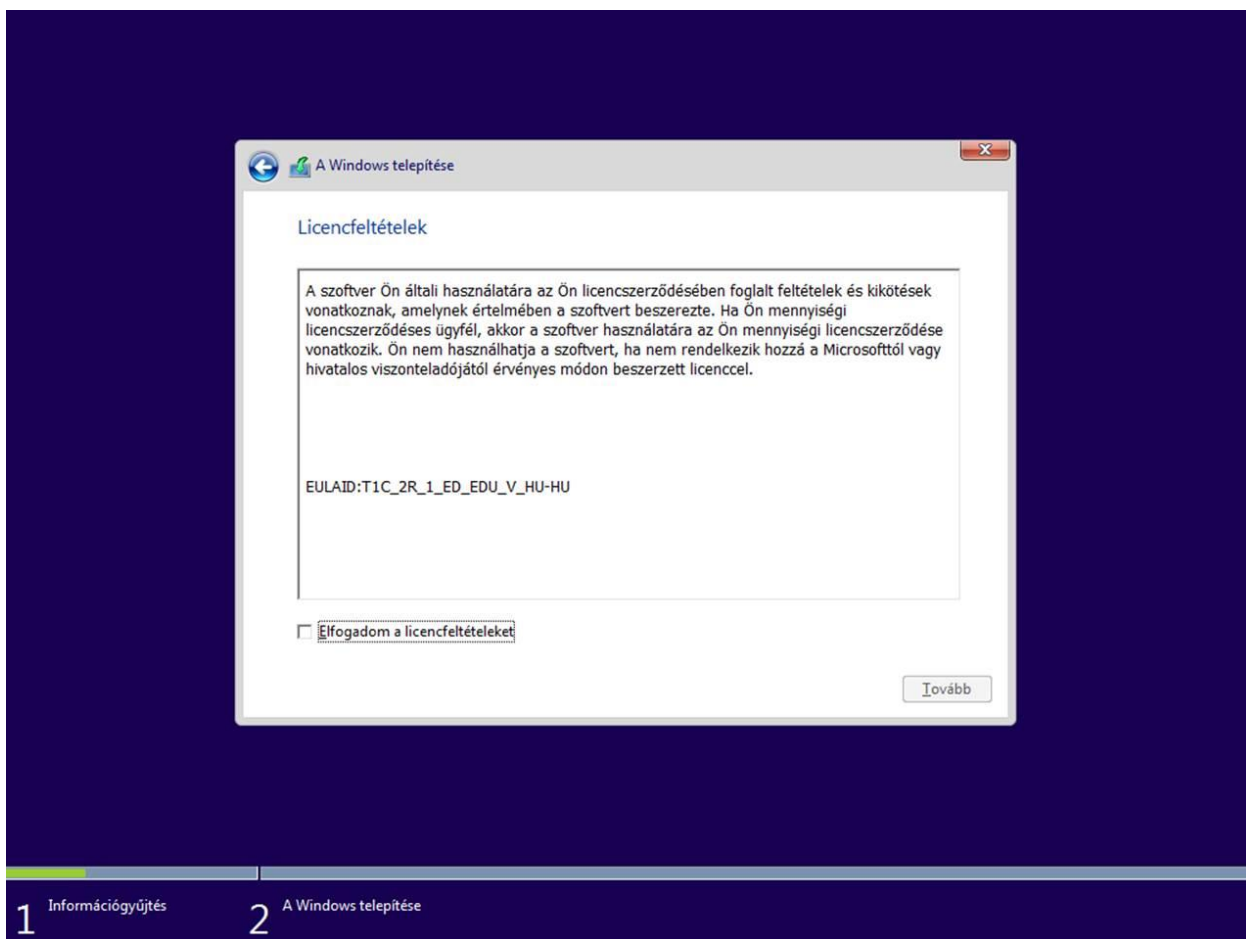 A Windows telepítése
Licencfeltételek
A szoftver Ön általi használatára az Ön licencszerződésében foglalt feltételek és kikötések
vonatkoznak, amelynek értelmében a szoftvert beszerezte. Ha Ön mennyiségi
licencszerződéses ügyfél, akkor a szoftver használatára az Ön mennyiségi licencszerződése
vonatkozik. Ön nem használhatja a szoftvert, ha nem rendelkezik hozzá a Microsofttól vagy
hivatalos viszonteladójától érvényes módon beszerzett licenccel.
EULAID:T1C_2R_1_ED_EDU_V_HU-HU
Elfogadom a licencfeltételeket
Tovább
1 Információgyűjtés
2 A Windows telepítése